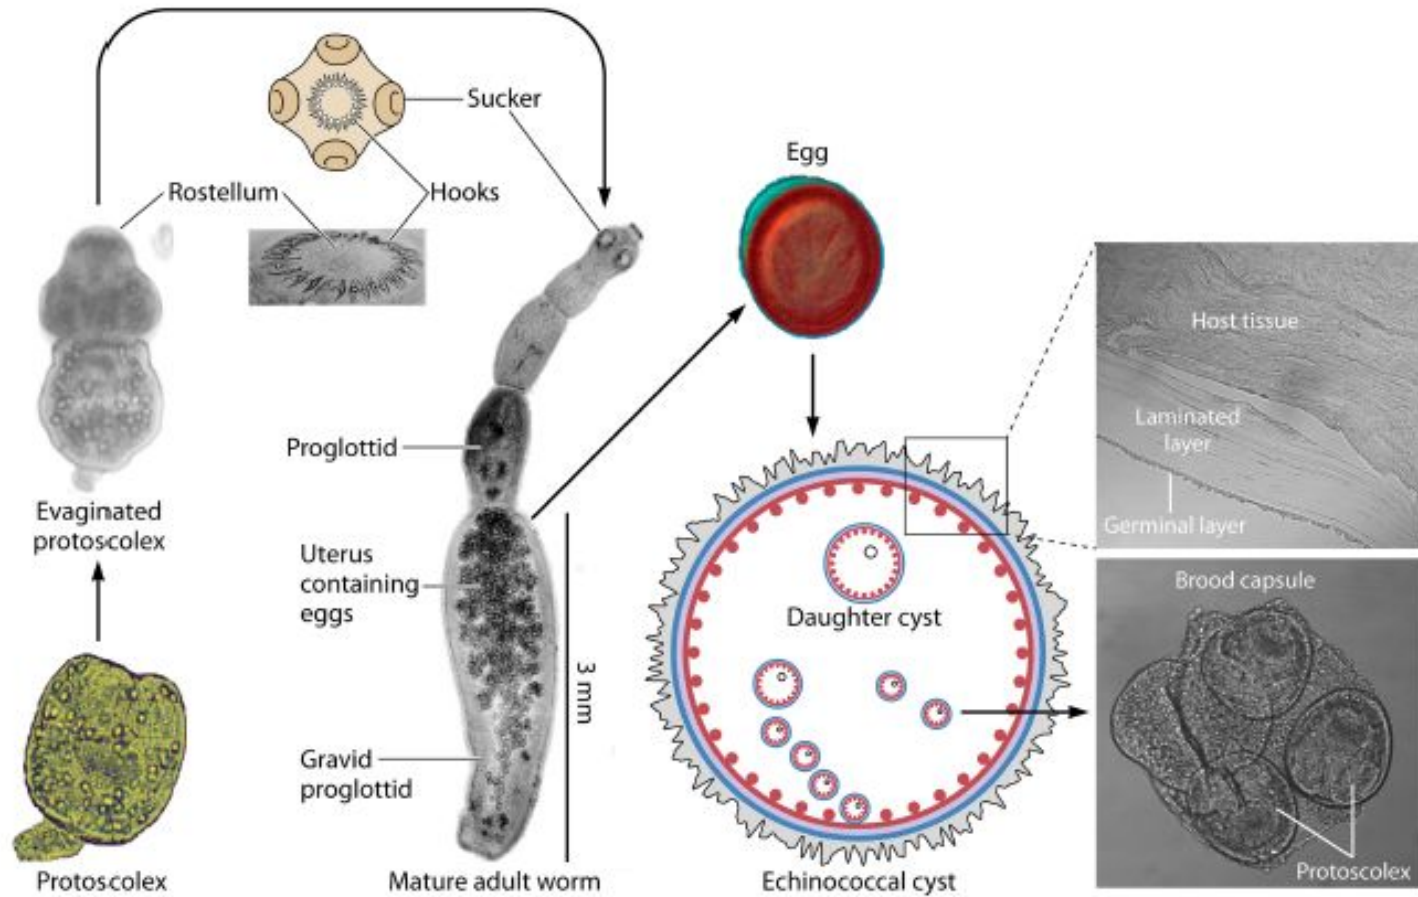 Sucker
Rostellum
Hooks
Egg
Host tissue
Laminated
layer
Germinal layer
Proglottid
Evaginated
protoscolex
Uterus
containing
eggs
3 mm
Daughter cyst
Brood capsule
Gravid
proglottid
Protoscolex
Protoscolex
Mature adult worm
Echinococcal cyst